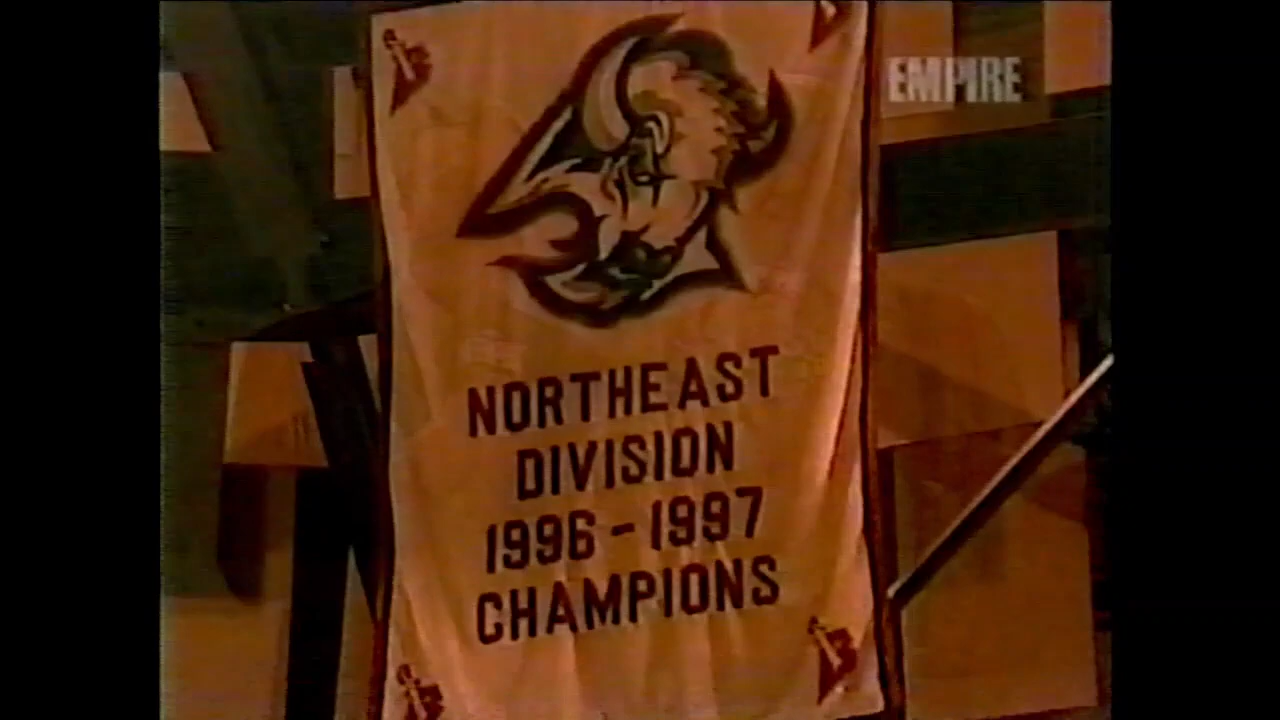 EMPIRE
NORTHEAST
DIVISION
1996-1997
CHAMPIONS